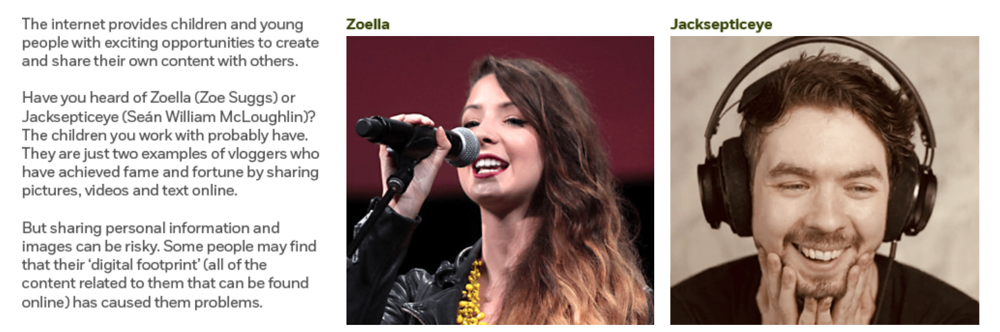 The internet provides children and young
people with exciting opportunities to create
and share their own content with others.
Have you heard of Zoella (Zoe Suggs) or
Jacksepticeye (Seán William McLoughlin)?
The children you work with probably have.
They are just two examples of vloggers who
have achieved fame and fortune by sharing
pictures, videos and text online.
But sharing personal information and
images can be risky. Some people may find
that their ‘digital footprint’ (all of the
content related to them that can be found
online) has caused them problems.
Zoella
Jacksepticeye